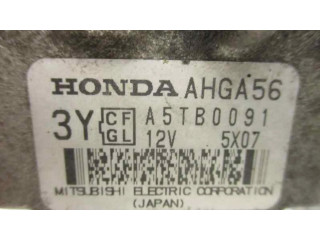 HONDA AHGA56
3Y CF GL A5TB0091
12V 5X07
MITSUBISHI ELECTRIC CORPORATION
(JAPAN)